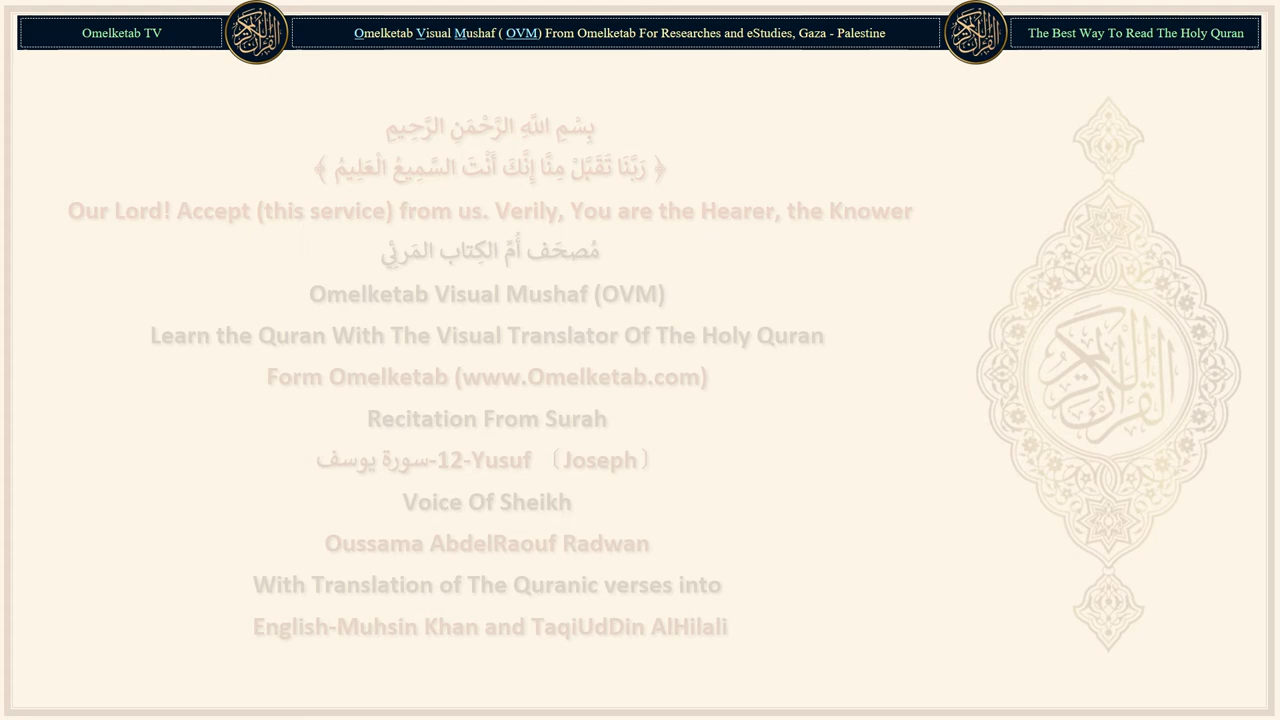 Omelketab TV
Omelketab Visual Mushaf ( OVM) From Omelketab For Researches and eStudies, Gaza - Palestine
The Best Way To Read The Holy Quran
بِسْمِ اللَّهِ الرَّحْمَنِ الرَّحِيمِ
﴿ رَبَّنَا تَقَبَّلْ مِنَّا إِنَّكَ أَنْتَ السَّمِيعُ الْعَلِيمُ ﴾
Our Lord! Accept (this service) from us. Verily, You are the Hearer, the Knower
مُصحَف أُمِّ الكِتاب المَرئِي
Omelketab Visual Mushaf (OVM)
Learn the Quran With The Visual Translator Of The Holy Quran
Form Omelketab (www.Omelketab.com)
Recitation From Surah
سورة يوسف-12-Yusuf 〔Joseph〕
Voice Of Sheikh
Oussama AbdelRaouf Radwan
With Translation of The Quranic verses into
English-Muhsin Khan and TaqiUdDin AlHilali
القرآن الكريم